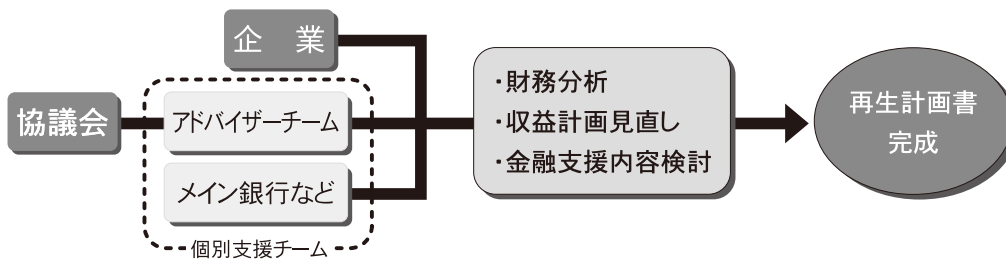 企　業
協議会
アドバイザーチーム
メイン銀行など
個別支援チーム
・財務分析
・収益計画見直し
・金融支援内容検討
再生計画書
完成